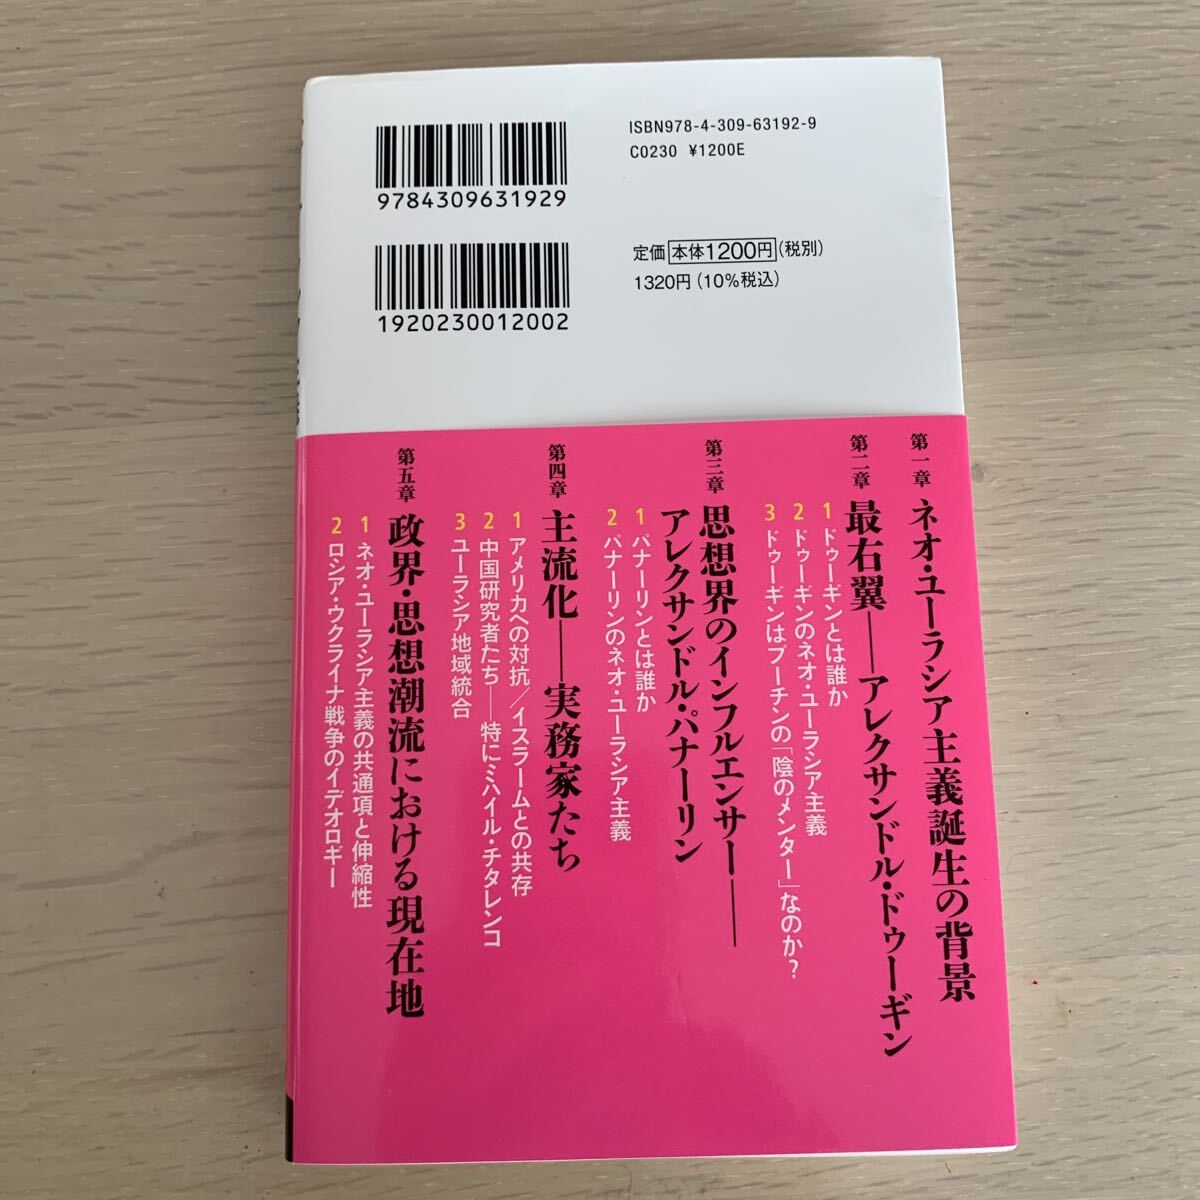 ISBN978-4-309-63192-9
C0230 ¥1200E
9784309631929
定価 本体1200円 (税別)
1320円 (10%税込)
1920230012002
第一章 ネオ・ユーラシア主義誕生の背景
第二章 最右翼――アレクサンドル・ドゥーギン
1 ドゥーギンとは誰か
2 ドゥーギンのネオ・ユーラシア主義
3 ドゥーギンはプーチンの「陰のメンター」なのか?
第三章 思想界のインフルエンサー――
アレクサンドル・パナーリン
1 パナーリンとは誰か
2 パナーリンのネオ・ユーラシア主義
第四章 主流化――実務家たち
1 アメリカへの対抗/イスラームとの共存
2 中国研究者たち――特にミハイル・チタレンコ
3 ユーラシア地域統合
第五章 政界・思想潮流における現在地
1 ネオ・ユーラシア主義の共通項と伸縮性
2 ロシア・ウクライナ戦争のイデオロギー